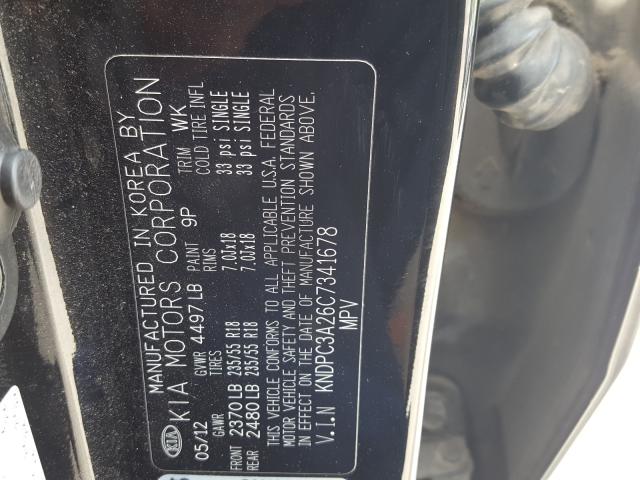 MANUFACTURED IN KOREA BY
KIA KIA MOTORS CORPORATION
05/12 GVWR 4497LB PAINT 9P TRIM WK
GAWR TIRES RIMS COLD TIRE INFL
FRONT 2370LB 235/55 R18 7.0Jx18 33 psi SINGLE
REAR 2480LB 235/55 R18 7.0Jx18 33 psi SINGLE
THIS VEHICLE CONFORMS TO ALL APPLICABLE U.S.A. FEDERAL
MOTOR VEHICLE SAFETY AND THEFT PREVENTION STANDARDS
IN EFFECT ON THE DATE OF MANUFACTURE SHOWN ABOVE.
V.I.N KNDPC3A26C7341678
MPV